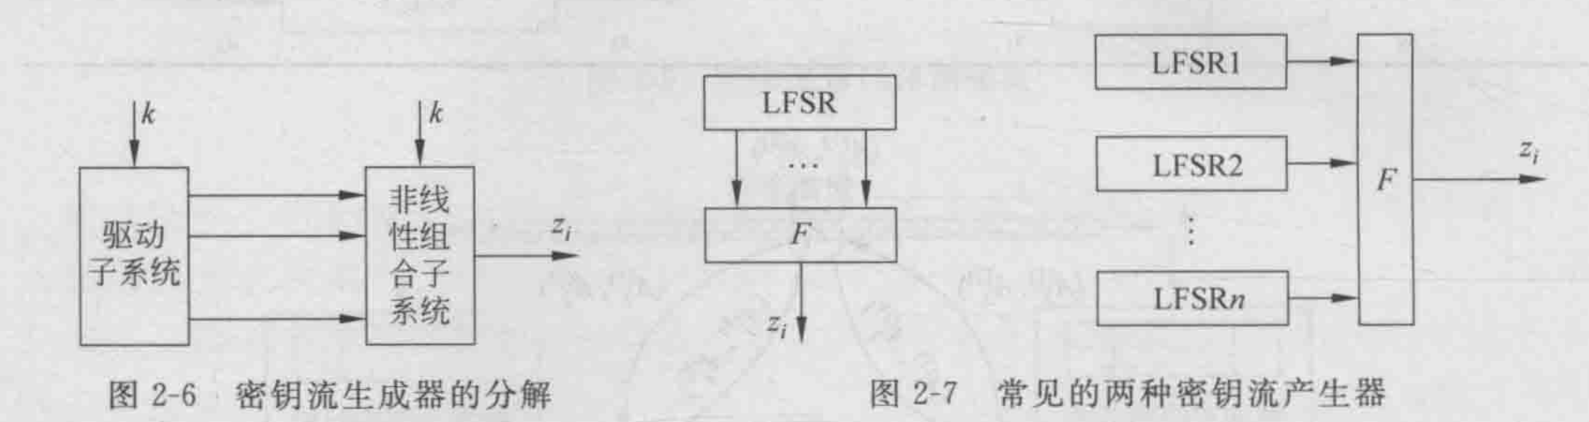 k
驱动
子系统
k
非线
性组
合子
系统
z_i
图 2-6 密钥流生成器的分解
LFSR
…
F
z_i
LFSR1
LFSR2
⋮
LFSRn
F
z_i
图 2-7 常见的两种密钥流产生器